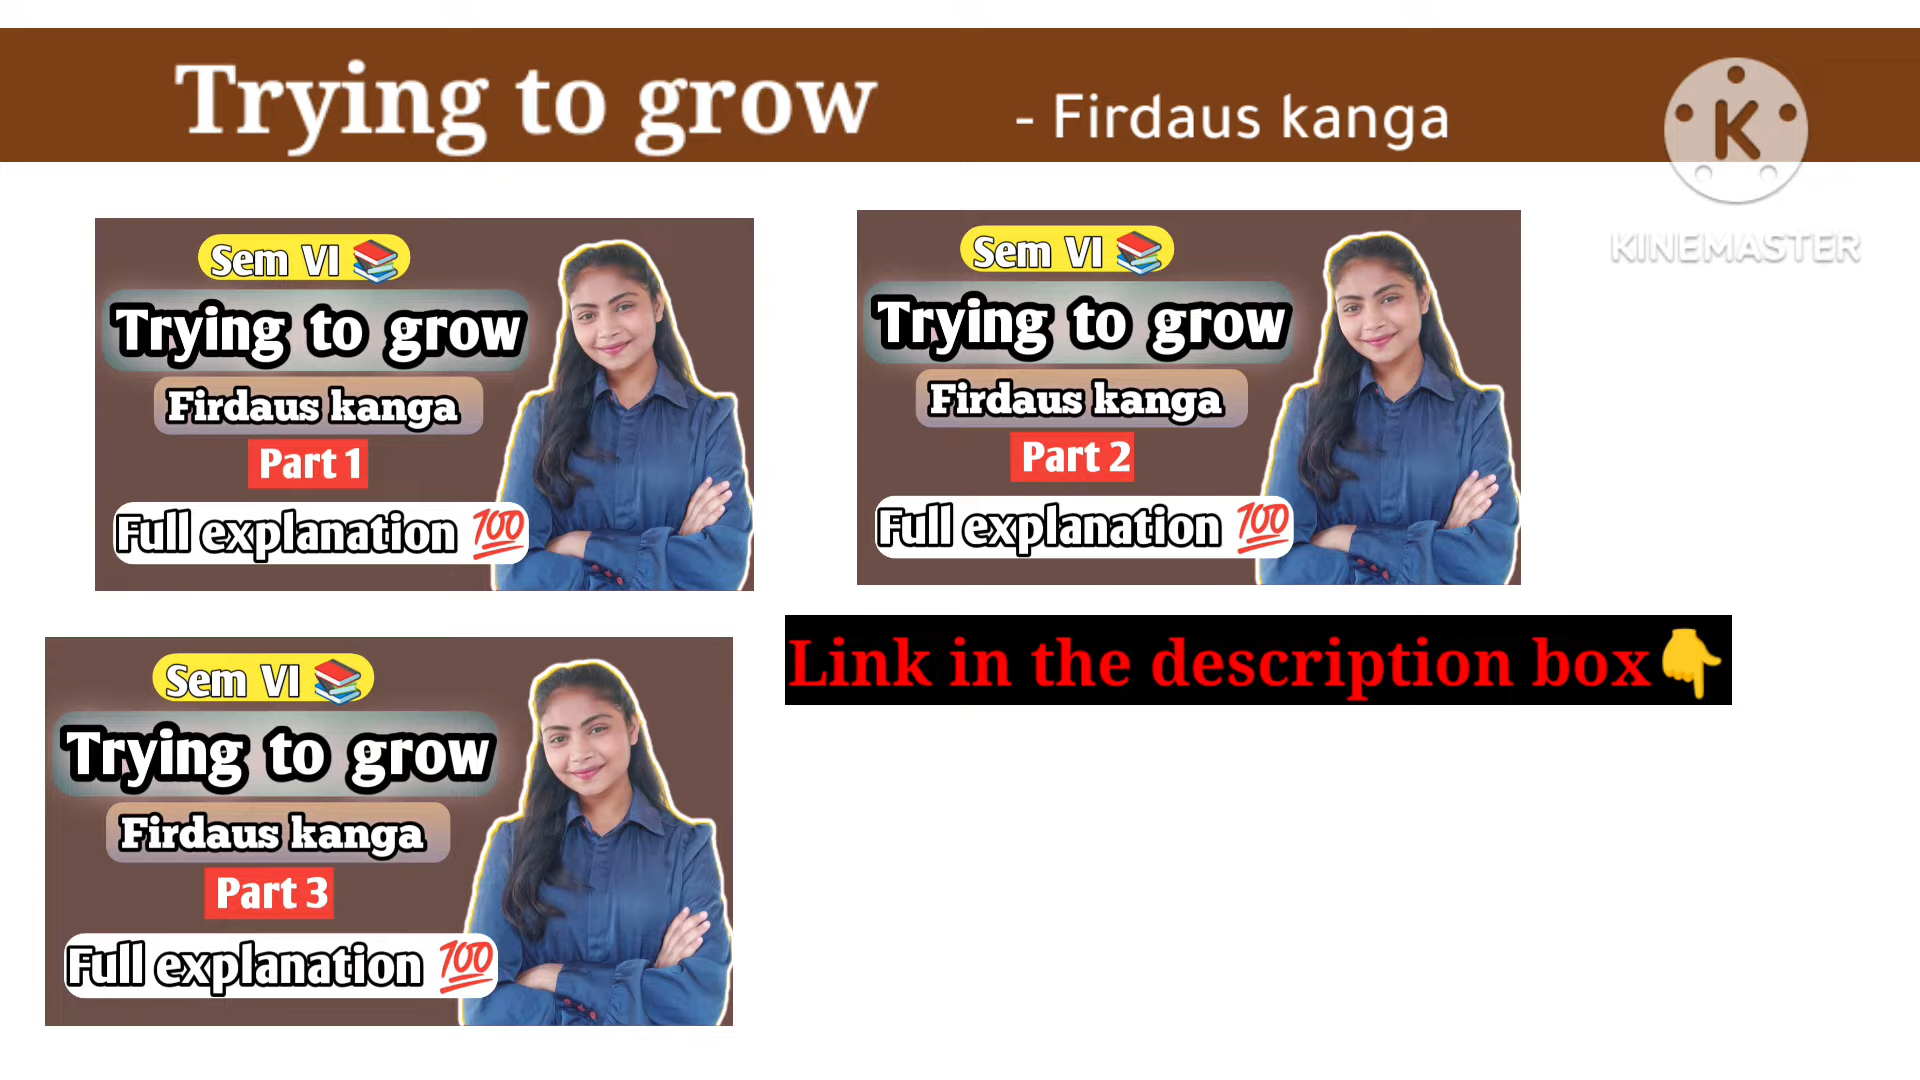 Trying to grow - Firdaus kanga
K
KINEMASTER
Sem VI
Trying to grow
Firdaus kanga
Part 1
Full explanation 💯
Sem VI
Trying to grow
Firdaus kanga
Part 2
Full explanation 💯
Link in the description box👇
Sem VI
Trying to grow
Firdaus kanga
Part 3
Full explanation 💯